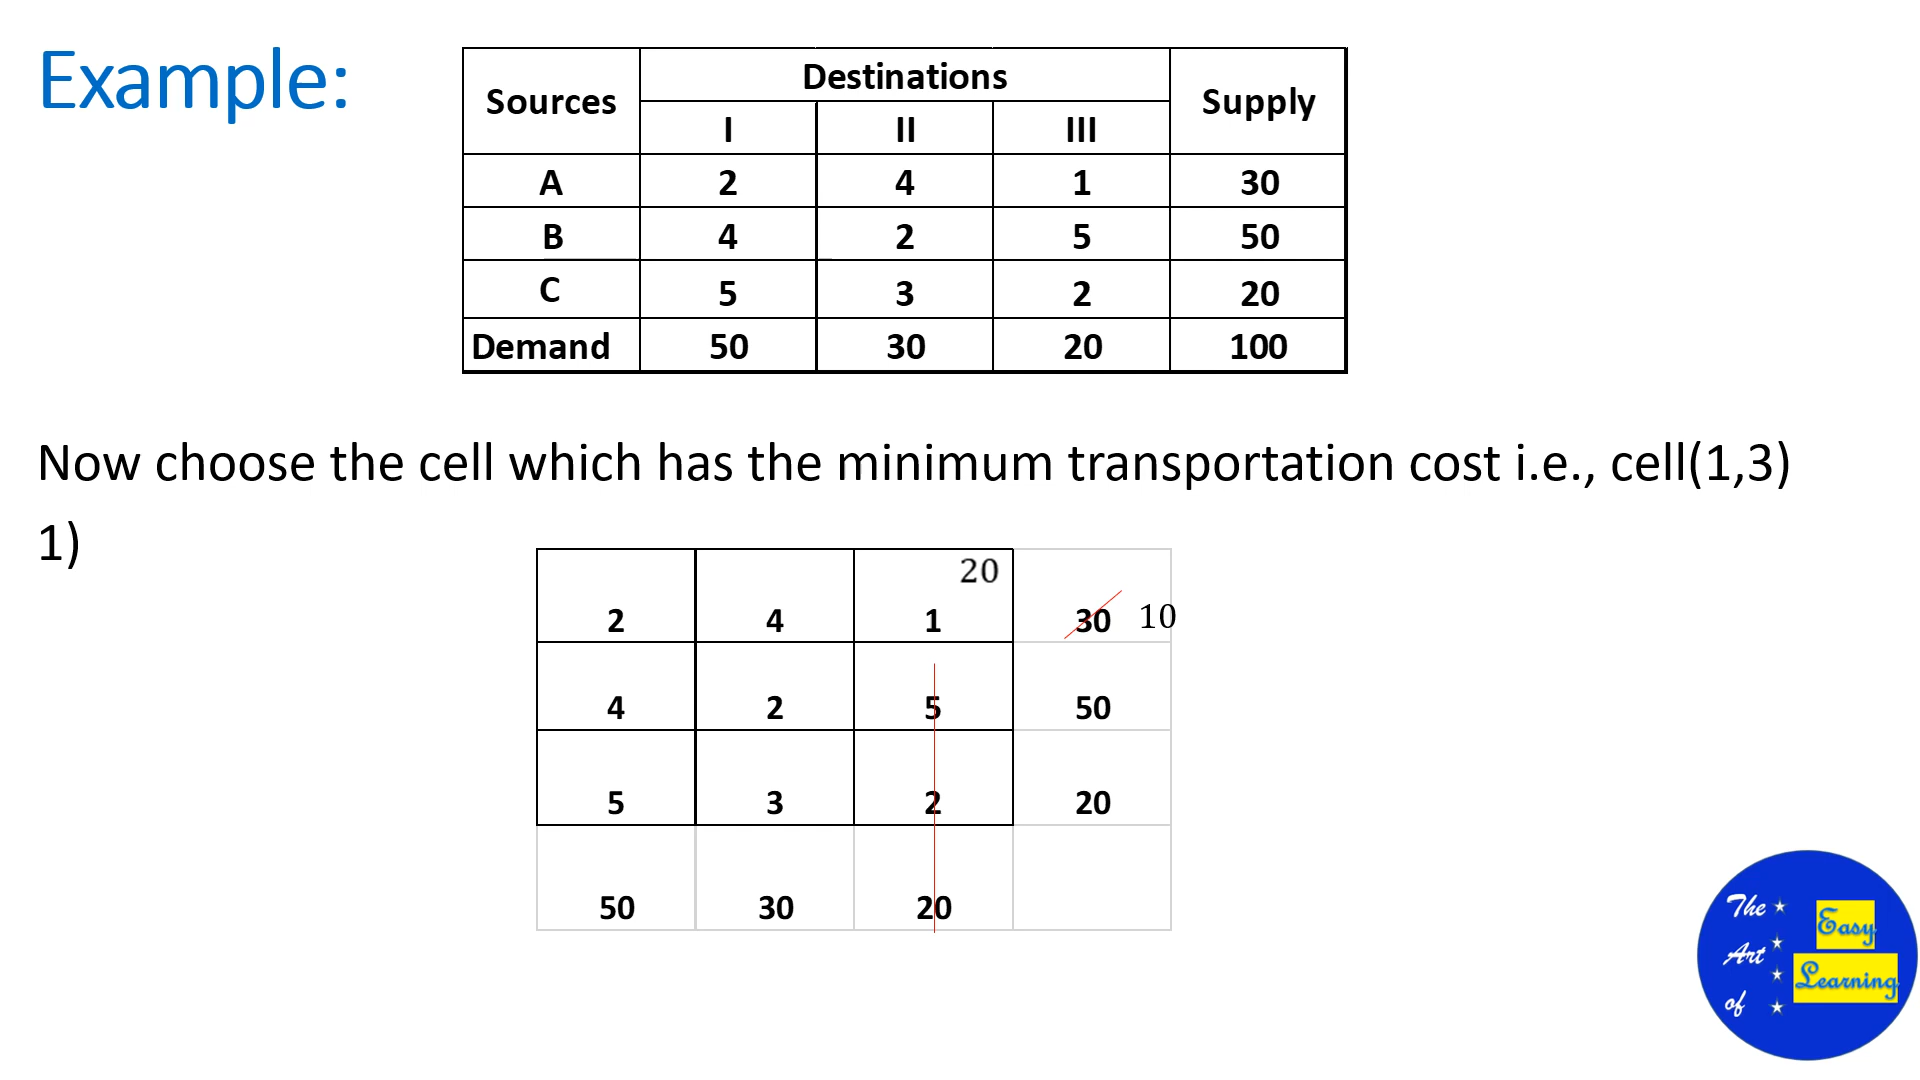 Example:
Sources Destinations Supply
I II III
A 2 4 1 30
B 4 2 5 50
C 5 3 2 20
Demand 50 30 20 100
Now choose the cell which has the minimum transportation cost i.e., cell(1,3)
1)
20
2 4 1 30 10
4 2 5 50
5 3 2 20
50 30 20
The Easy
Art Learning
of